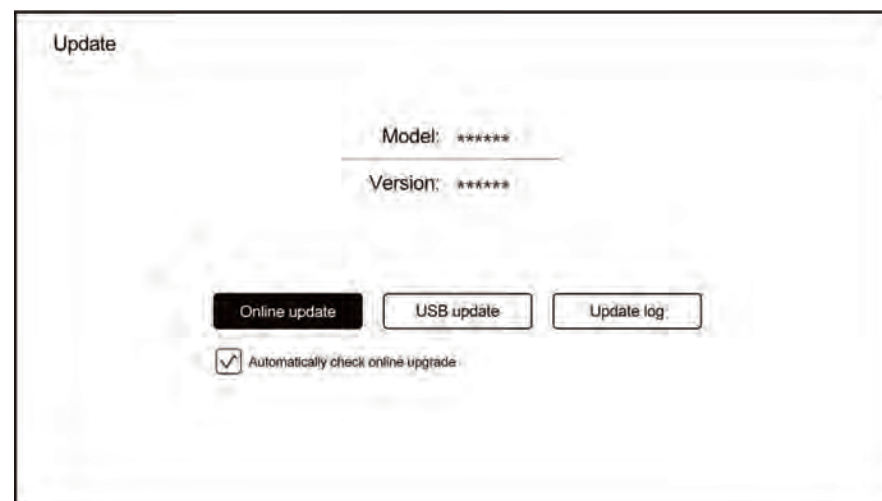 Update
Model: ******
Version: ******
Online update USB update Update log
Automatically check online upgrade